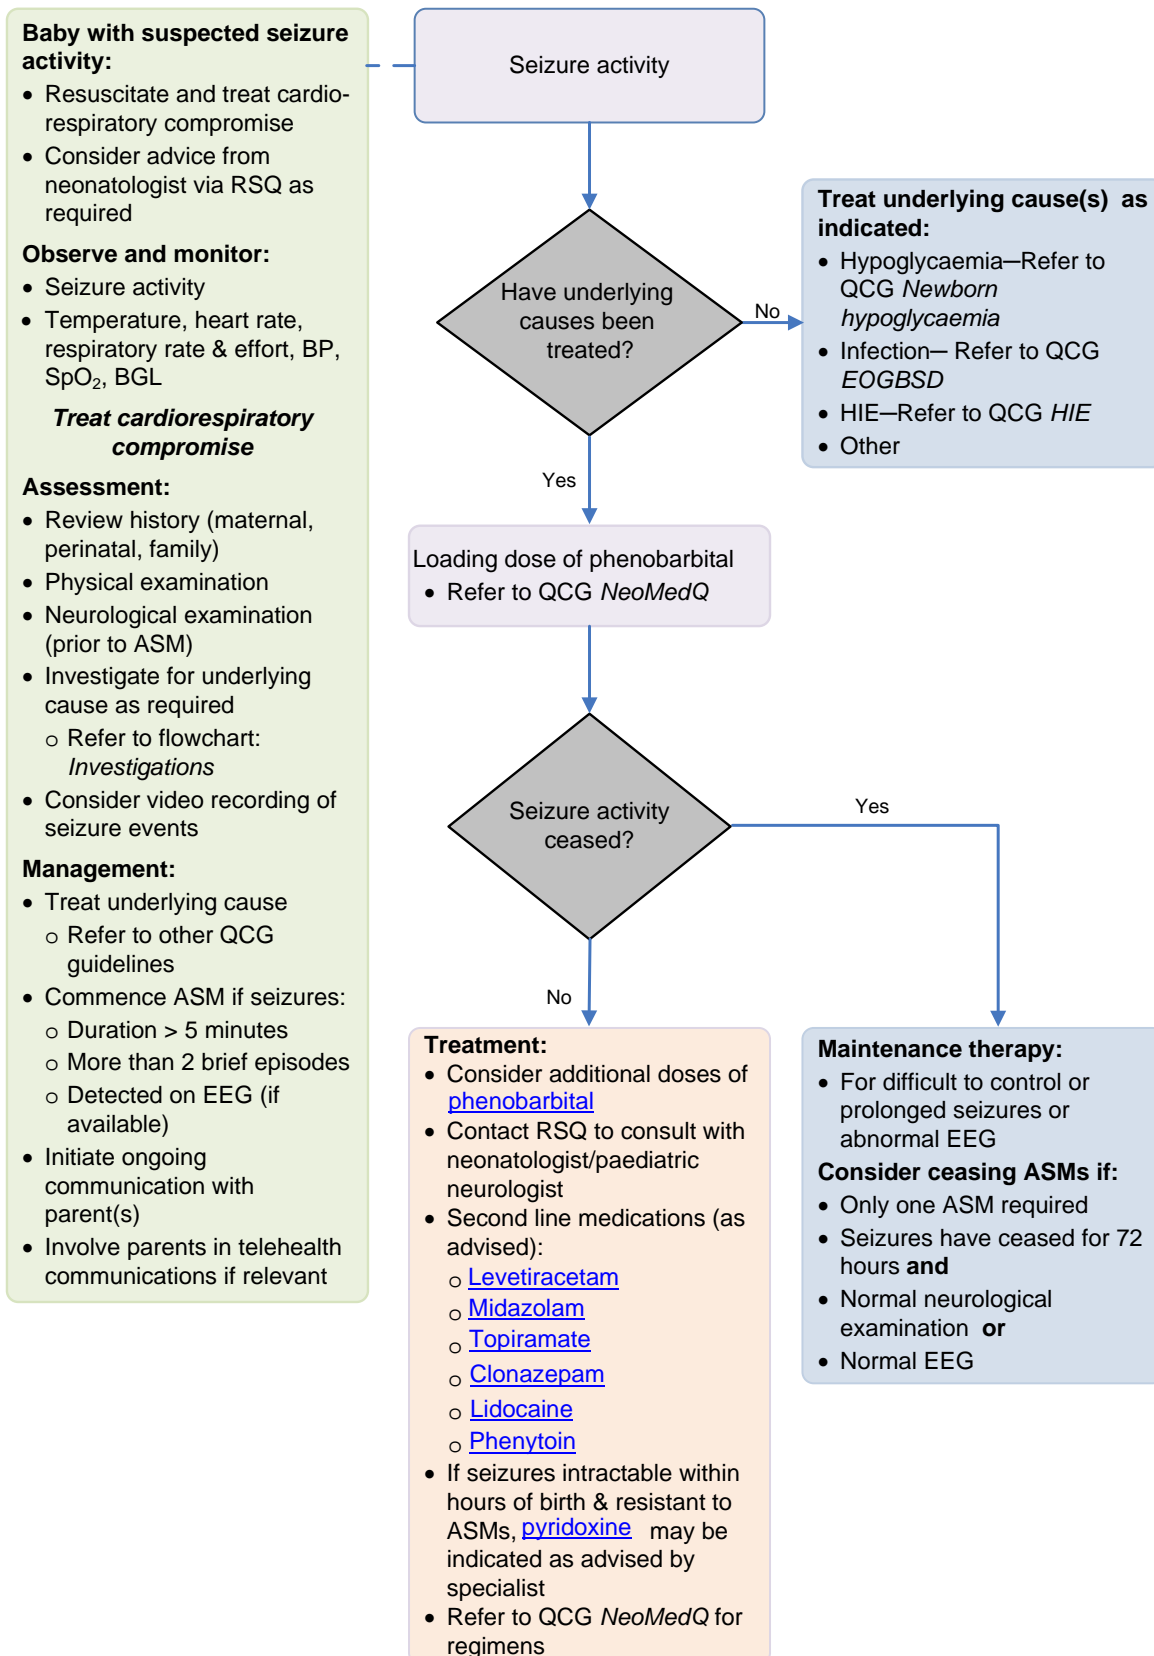 Baby with suspected seizure
activity:
• Resuscitate and treat cardio-
respiratory compromise
• Consider advice from
neonatologist via RSQ as
required
Observe and monitor:
• Seizure activity
• Temperature, heart rate,
respiratory rate & effort, BP,
SpO₂, BGL
Treat cardiorespiratory
compromise
Assessment:
• Review history (maternal,
perinatal, family)
• Physical examination
• Neurological examination
(prior to ASM)
• Investigate for underlying
cause as required
o Refer to flowchart:
Investigations
• Consider video recording of
seizure events
Management:
• Treat underlying cause
o Refer to other QCG
guidelines
• Commence ASM if seizures:
o Duration > 5 minutes
o More than 2 brief episodes
o Detected on EEG (if
available)
• Initiate ongoing
communication with
parent(s)
• Involve parents in telehealth
communications if relevant
Seizure activity
Have underlying
causes been
treated?
No
Treat underlying cause(s) as
indicated:
• Hypoglycaemia—Refer to
QCG Newborn
hypoglycaemia
• Infection— Refer to QCG
EOGBSD
• HIE—Refer to QCG HIE
• Other
Yes
Loading dose of phenobarbital
• Refer to QCG NeoMedQ
Seizure activity
ceased?
Yes
No
Treatment:
• Consider additional doses of
phenobarbital
• Contact RSQ to consult with
neonatologist/paediatric
neurologist
• Second line medications (as
advised):
o Levetiracetam
o Midazolam
o Topiramate
o Clonazepam
o Lidocaine
o Phenytoin
• If seizures intractable within
hours of birth & resistant to
ASMs, pyridoxine may be
indicated as advised by
specialist
• Refer to QCG NeoMedQ for
regimens
Maintenance therapy:
• For difficult to control or
prolonged seizures or
abnormal EEG
Consider ceasing ASMs if:
• Only one ASM required
• Seizures have ceased for 72
hours and
• Normal neurological
examination or
• Normal EEG